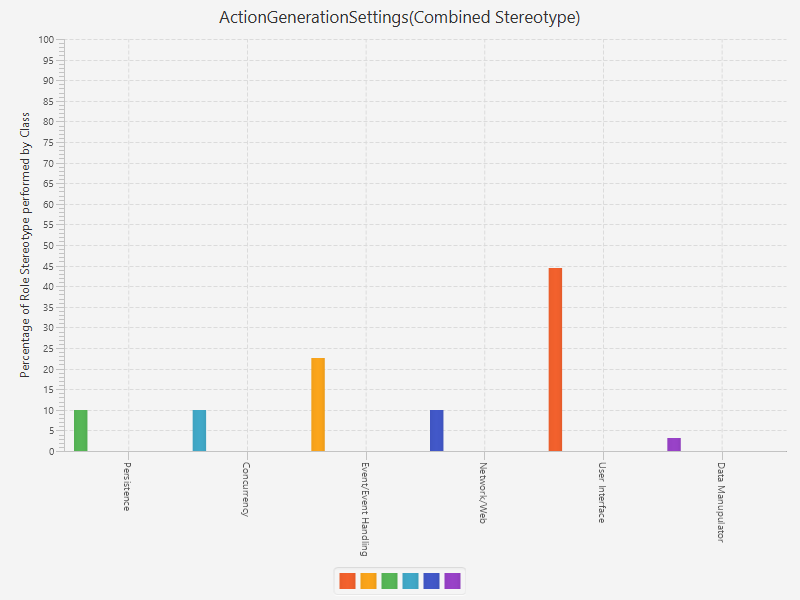 ActionGenerationSettings(Combined Stereotype)
Percentage of Role Stereotype performed by Class
100
95
90
85
80
75
70
65
60
55
50
45
40
35
30
25
20
15
10
5
0
Persistence
Concurrency
Event/Event Handling
Network/Web
User Interface
Data Manupulator